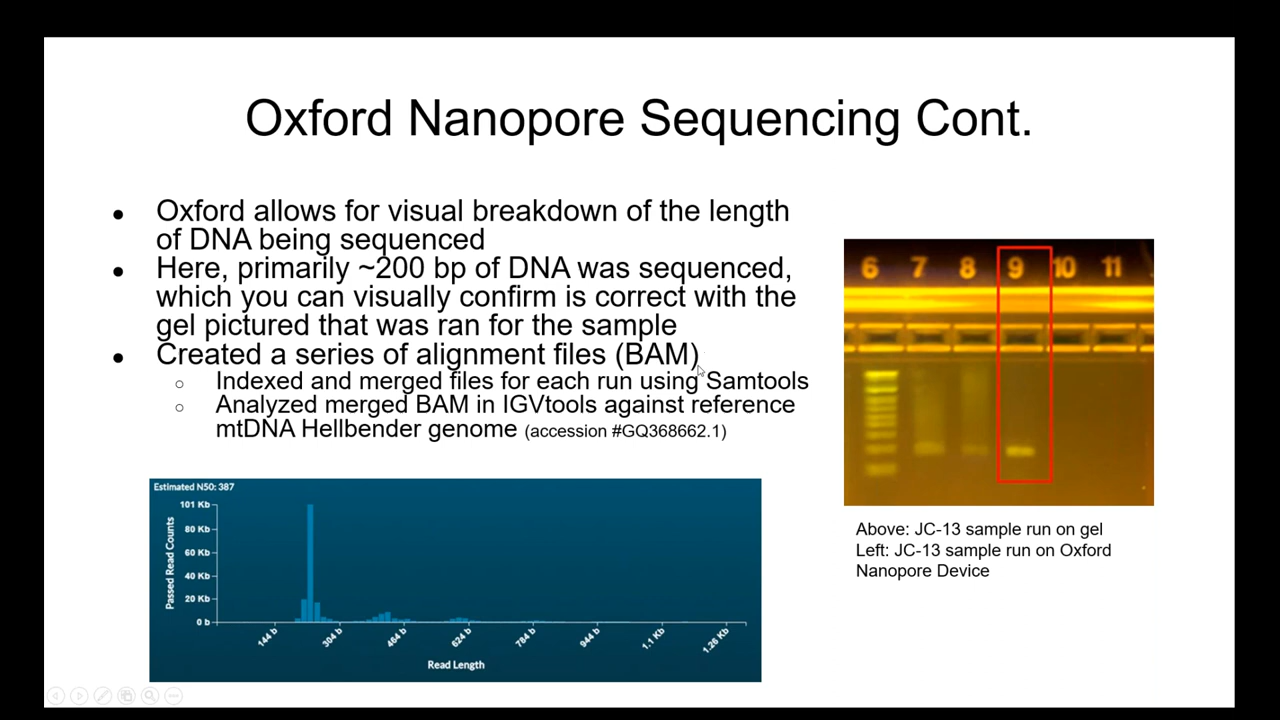 Oxford Nanopore Sequencing Cont.
● Oxford allows for visual breakdown of the length
of DNA being sequenced
● Here, primarily ~200 bp of DNA was sequenced,
which you can visually confirm is correct with the
gel pictured that was ran for the sample
● Created a series of alignment files (BAM)
○ Indexed and merged files for each run using Samtools
○ Analyzed merged BAM in IGVtools against reference
mtDNA Hellbender genome (accession #GQ368662.1)
6 7 8 9 10 11
Above: JC-13 sample run on gel
Left: JC-13 sample run on Oxford
Nanopore Device
Estimated N50: 387
Passed Read Counts
101 Kb
80 Kb
60 Kb
40 Kb
20 Kb
0 b
144 b 304 b 464 b 624 b 784 b 944 b 1.1 Kb 1.26 Kb
Read Length